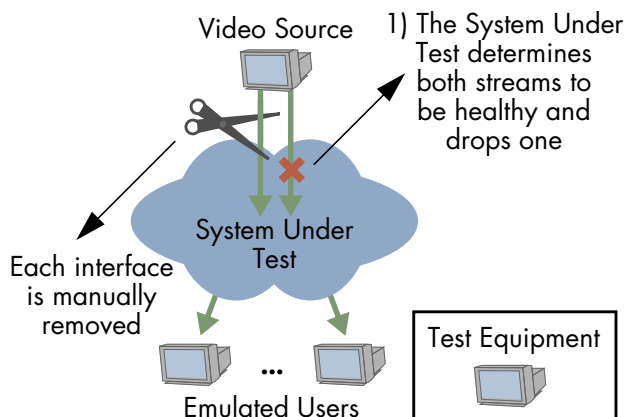 Video Source
1) The System Under
Test determines
both streams to
be healthy and
drops one
System Under
Test
Each interface
is manually
removed
Test Equipment
...
Emulated Users